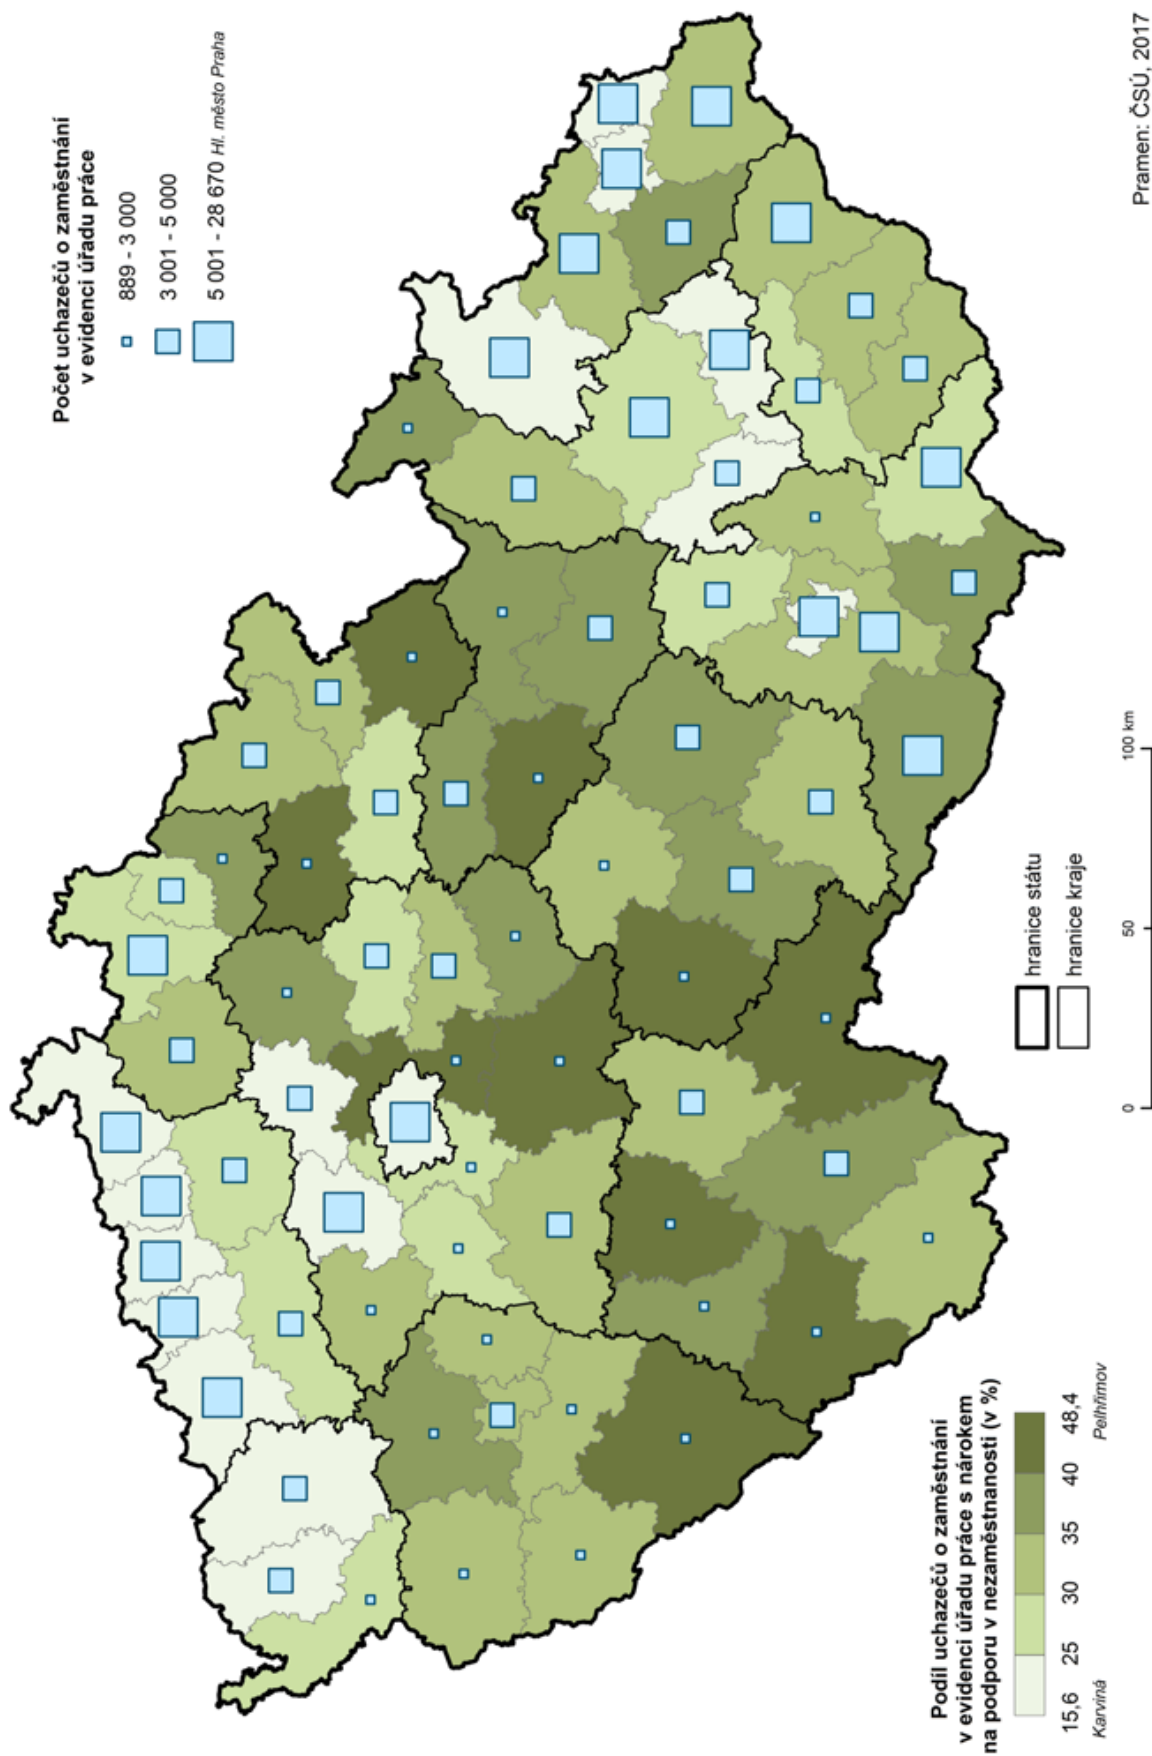 Počet uchazečů o zaměstnání
v evidenci úřadu práce
889 - 3 000
3 001 - 5 000
5 001 - 28 670 Hl. město Praha
Podíl uchazečů o zaměstnání
v evidenci úřadu práce s nárokem
na podporu v nezaměstnanosti (v %)
15,6 25 30 35 40 48,4
Karviná Pelhřimov
hranice státu
hranice kraje
0 50 100 km
Pramen: ČSÚ, 2017